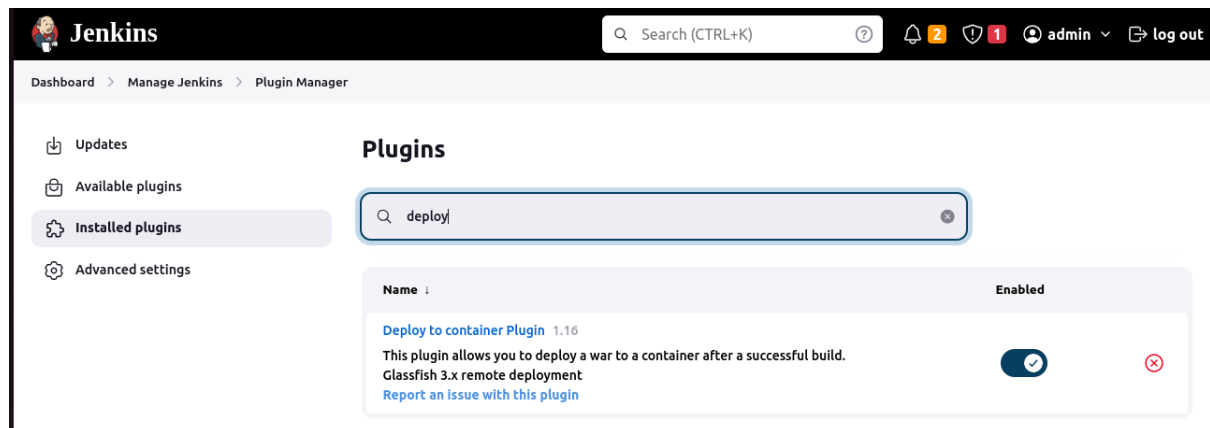 Jenkins
Search (CTRL+K)
?
2
1
admin
log out
Dashboard > Manage Jenkins > Plugin Manager
Updates
Available plugins
Installed plugins
Advanced settings
Plugins
deploy
Name ↓
Enabled
Deploy to container Plugin 1.16
This plugin allows you to deploy a war to a container after a successful build.
Glassfish 3.x remote deployment
Report an issue with this plugin